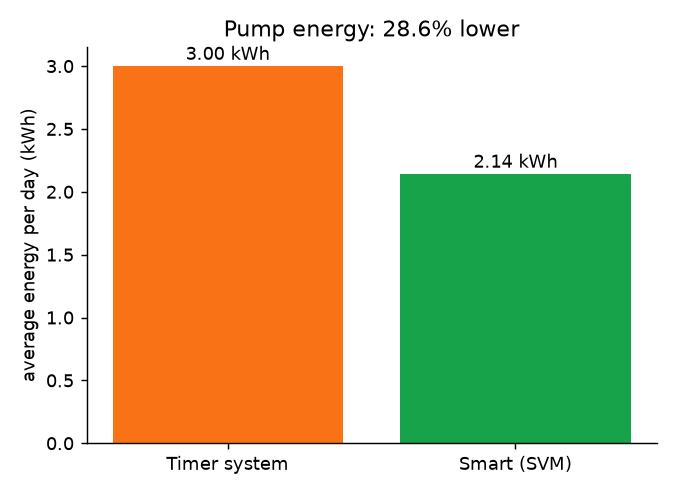 Pump energy: 28.6% lower
3.00 kWh
2.14 kWh
average energy per day (kWh)
3.0
2.5
2.0
1.5
1.0
0.5
0.0
Timer system
Smart (SVM)